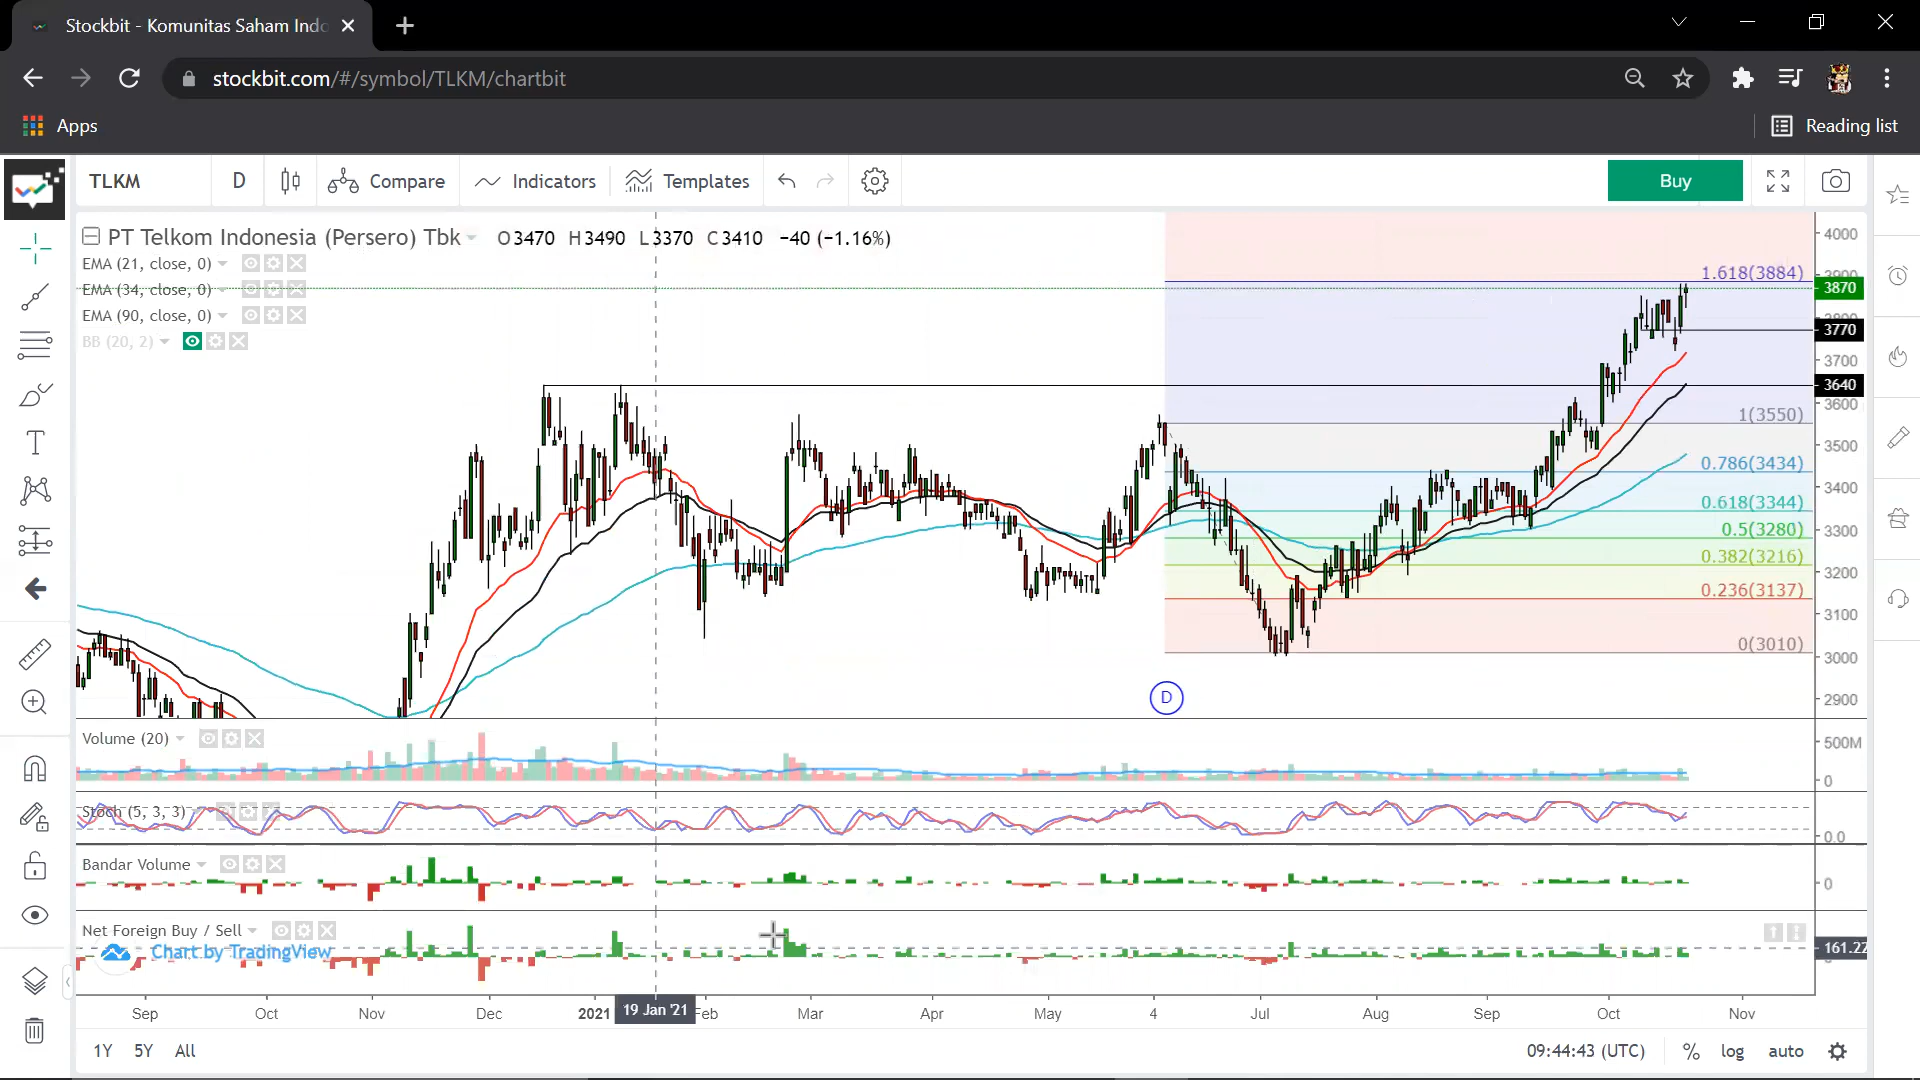 Stockbit - Komunitas Saham Indo
stockbit.com/#/symbol/TLKM/chartbit
Apps
Reading list
TLKM D Compare Indicators Templates Buy
PT Telkom Indonesia (Persero) Tbk O3470 H3490 L3370 C3410 −40 (−1.16%)
EMA (21, close, 0)
EMA (34, close, 0)
EMA (90, close, 0)
BB (20, 2)
4000
1.618(3884)
3900
3870
3800
3770
3700
3640
3600
1(3550)
3500
0.786(3434)
3400
0.618(3344)
0.5(3280)
3300
0.382(3216)
3200
0.236(3137)
3100
0(3010)
3000
2900
D
Volume (20)
500M
0
Stoch (5, 3, 3)
0.0
Bandar Volume
0
Net Foreign Buy / Sell
Chart by TradingView
161.22
Sep Oct Nov Dec 2021 19 Jan '21 Feb Mar Apr May 4 Jul Aug Sep Oct Nov
1Y 5Y All 09:44:43 (UTC) % log auto